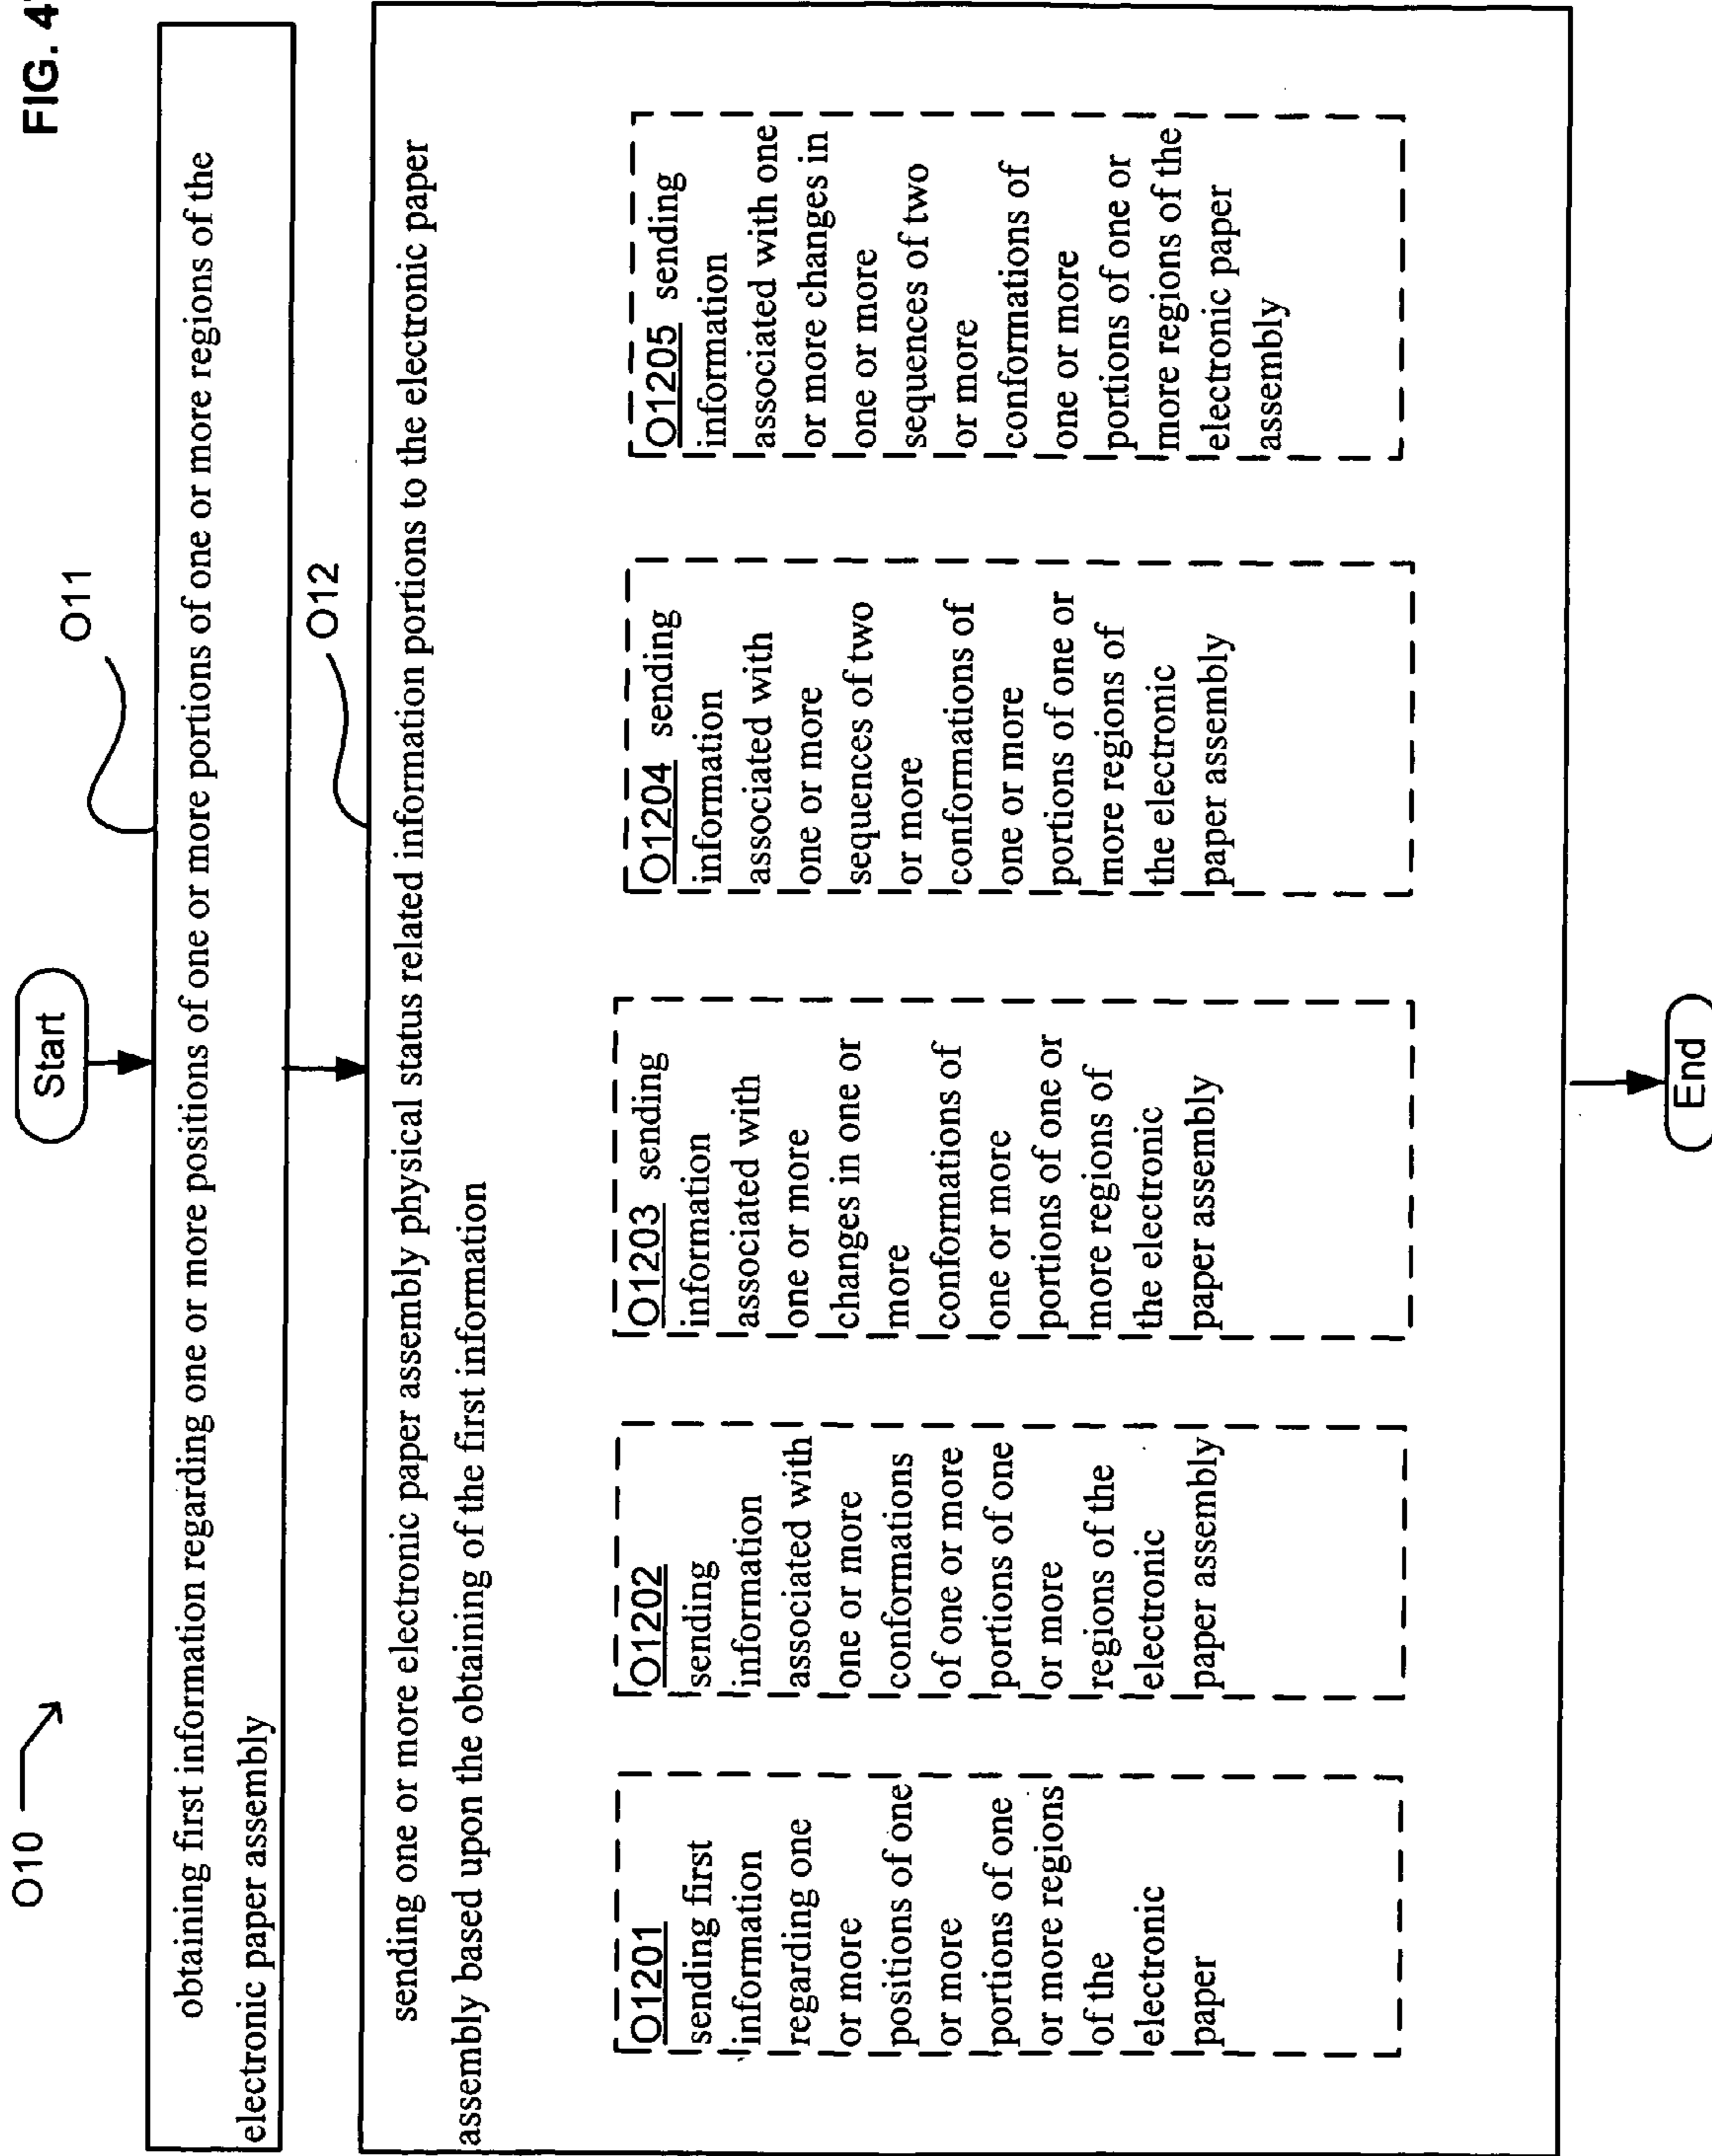 FIG. 4
O10
Start
O11
obtaining first information regarding one or more positions of one or more portions of one or more regions of the
electronic paper assembly
O12
sending one or more electronic paper assembly physical status related information portions to the electronic paper
assembly based upon the obtaining of the first information
O1201
sending first
information
regarding one
or more
positions of one
or more
portions of one
or more regions
of the
electronic
paper
O1202
sending
information
associated with
one or more
conformations
of one or more
portions of one
or more
regions of the
electronic
paper assembly
O1203 sending
information
associated with
one or more
changes in one or
more
conformations of
one or more
portions of one or
more regions of
the electronic
paper assembly
O1204 sending
information
associated with
one or more
sequences of two
or more
conformations of
one or more
portions of one or
more regions of
the electronic
paper assembly
O1205 sending
information
associated with one
or more changes in
one or more
sequences of two
or more
conformations of
one or more
portions of one or
more regions of the
electronic paper
assembly
End